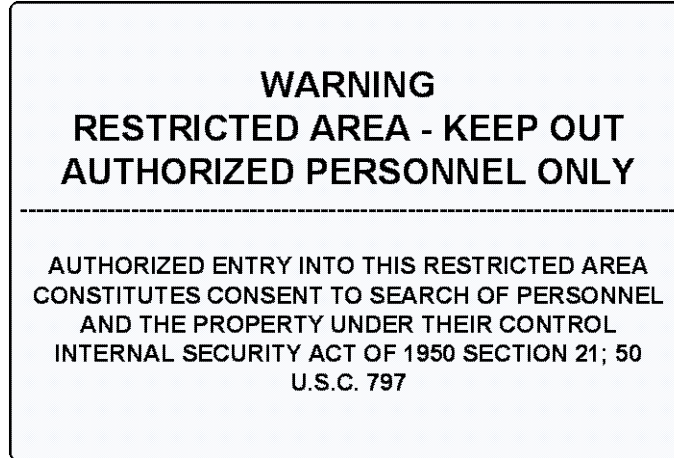 WARNING
RESTRICTED AREA - KEEP OUT
AUTHORIZED PERSONNEL ONLY
AUTHORIZED ENTRY INTO THIS RESTRICTED AREA
CONSTITUTES CONSENT TO SEARCH OF PERSONNEL
AND THE PROPERTY UNDER THEIR CONTROL
INTERNAL SECURITY ACT OF 1950 SECTION 21; 50
U.S.C. 797